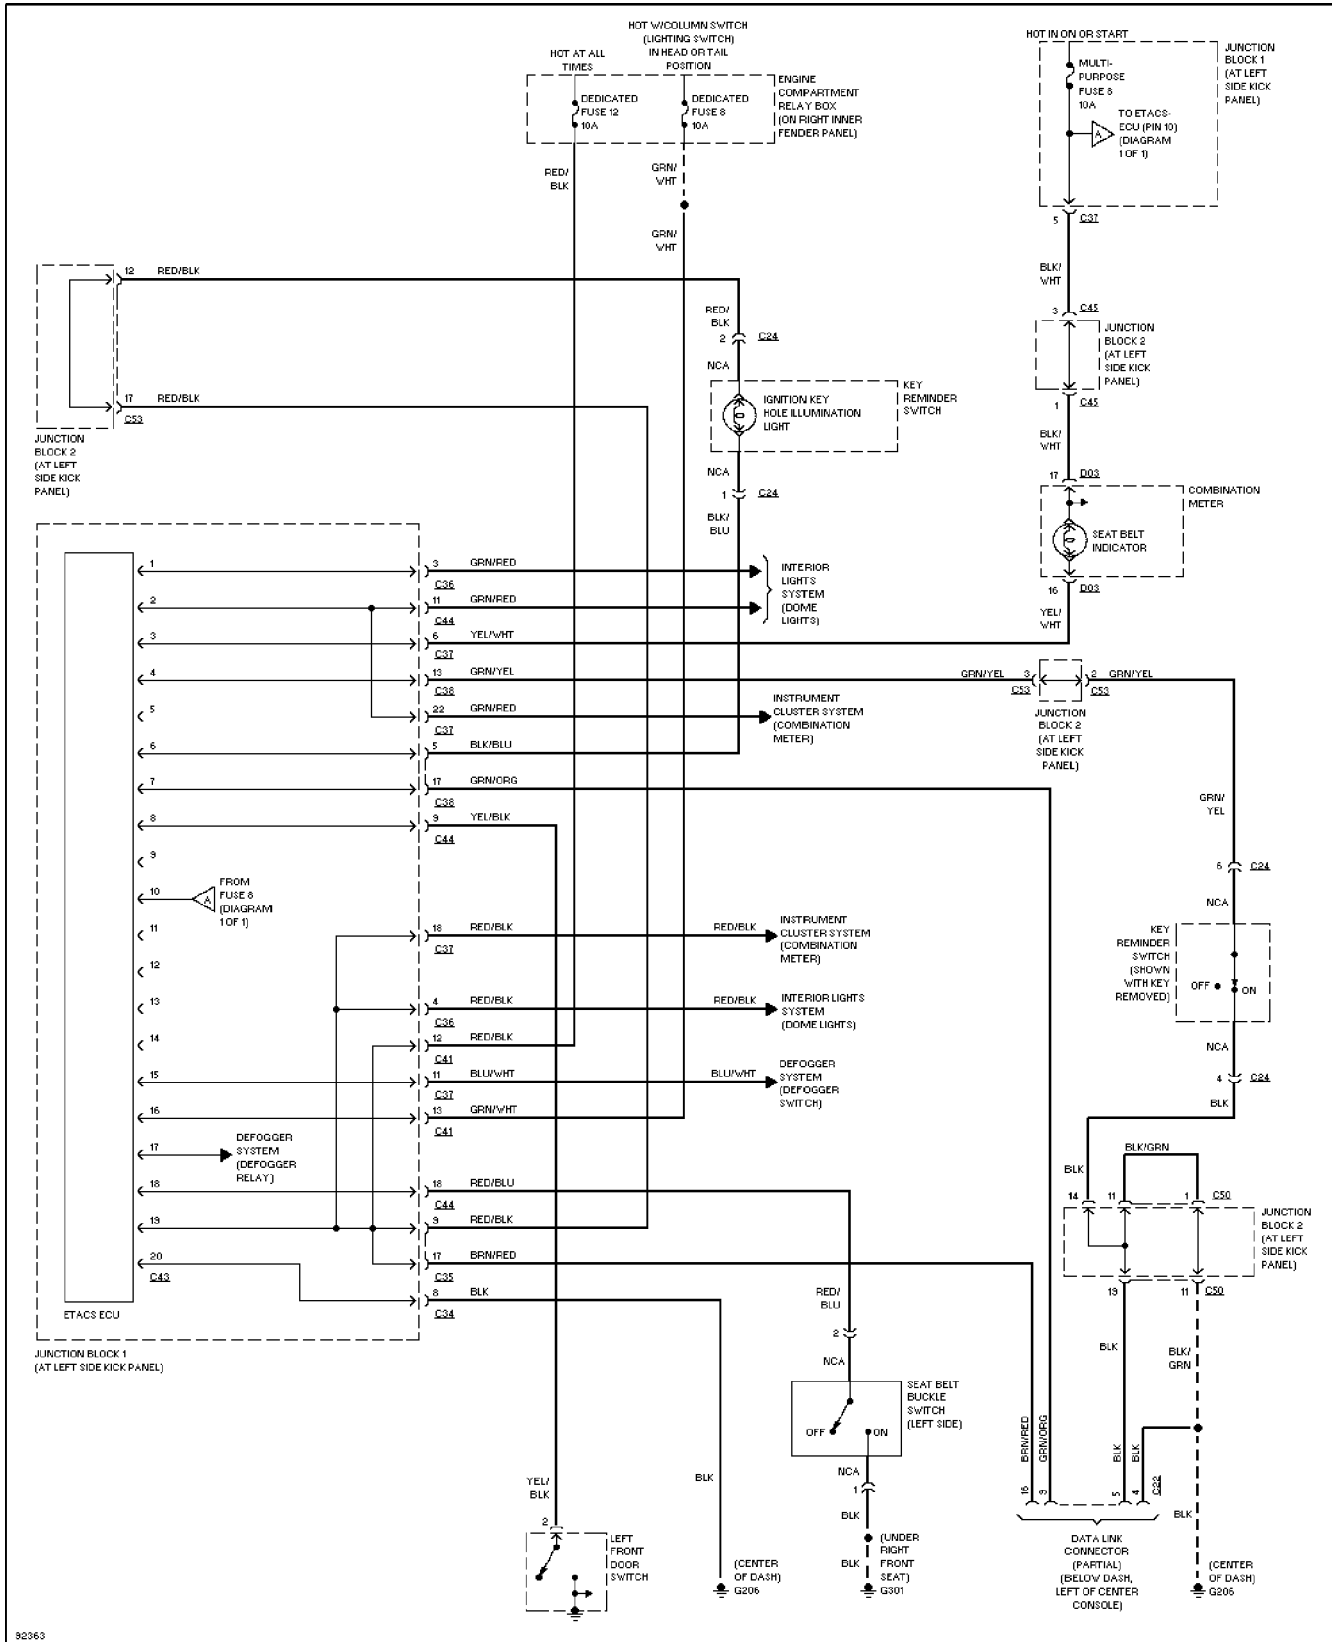 HOT W/COLUMN SWITCH
(LIGHTING SWITCH)
IN HEAD OR TAIL
POSITION
HOT AT ALL
TIMES
DEDICATED
FUSE 12
10A
DEDICATED
FUSE 8
10A
ENGINE
COMPARTMENT
RELAY BOX
(ON RIGHT INNER
FENDER PANEL)
HOT IN ON OR START
MULTI-
PURPOSE
FUSE 8
10A
A
TO ETACS-
ECU (PIN 10)
(DIAGRAM
1 OF 1)
JUNCTION
BLOCK 1
(AT LEFT
SIDE KICK
PANEL)
RED/
BLK
GRN/
WHT
GRN/
WHT
5 C37
BLK/
WHT
3 C45
JUNCTION
BLOCK 2
(AT LEFT
SIDE KICK
PANEL)
1 C45
BLK/
WHT
17 D03
COMBINATION
METER
SEAT BELT
INDICATOR
16 D03
YEL/
WHT
12 RED/BLK
17 RED/BLK
C53
JUNCTION
BLOCK 2
(AT LEFT
SIDE KICK
PANEL)
RED/
BLK
2 C24
NCA
IGNITION KEY
HOLE ILLUMINATION
LIGHT
KEY
REMINDER
SWITCH
NCA
1 C24
BLK/
BLU
1 3 GRN/RED
C36
INTERIOR
LIGHTS
SYSTEM
(DOME
LIGHTS)
2 11 GRN/RED
C44
3 6 YEL/WHT
C37
4 13 GRN/YEL
C38
GRN/YEL 3
C53
2 GRN/YEL
C53
JUNCTION
BLOCK 2
(AT LEFT
SIDE KICK
PANEL)
5 22 GRN/RED
C37
INSTRUMENT
CLUSTER SYSTEM
(COMBINATION
METER)
6 5 BLK/BLU
7 17 GRN/ORG
C38
8 9 YEL/BLK
C44
9
10
A
FROM
FUSE 8
(DIAGRAM
1 OF 1)
11 18 RED/BLK
C37
RED/BLK
INSTRUMENT
CLUSTER SYSTEM
(COMBINATION
METER)
12
13 4 RED/BLK
C36
RED/BLK
INTERIOR LIGHTS
SYSTEM
(DOME LIGHTS)
14 12 RED/BLK
C41
15 11 BLU/WHT
C37
BLU/WHT
DEFOGGER
SYSTEM
(DEFOGGER
SWITCH)
16 13 GRN/WHT
C41
17
DEFOGGER
SYSTEM
(DEFOGGER
RELAY)
18 18 RED/BLU
C44
19 9 RED/BLK
20
C43
17 BRN/RED
C35
8 BLK
C34
ETACS ECU
JUNCTION BLOCK 1
(AT LEFT SIDE KICK PANEL)
GRN/
YEL
6 C24
NCA
KEY
REMINDER
SWITCH
(SHOWN
WITH KEY
REMOVED)
OFF ON
NCA
4 C24
BLK
BLK/GRN
BLK
14 11 1 C50
JUNCTION
BLOCK 2
(AT LEFT
SIDE KICK
PANEL)
19 11 C50
BLK
BLK/
GRN
RED/
BLU
2
NCA
SEAT BELT
BUCKLE
SWITCH
(LEFT SIDE)
OFF ON
NCA
1
BLK
BLK
(UNDER
RIGHT
FRONT
SEAT)
G301
YEL/
BLK
2
LEFT
FRONT
DOOR
SWITCH
BLK
(CENTER
OF DASH)
G206
BRN/RED
GRN/ORG
BLK
BLK
16 9 5 4 C22
DATA LINK
CONNECTOR
(PARTIAL)
(BELOW DASH,
LEFT OF CENTER
CONSOLE)
BLK
(CENTER
OF DASH)
G206
92363